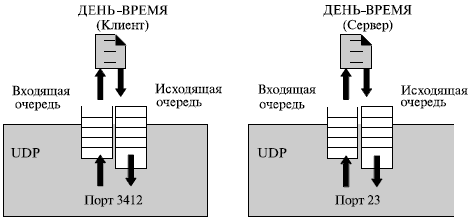 ДЕНЬ-ВРЕМЯ
(Клиент)
Входящая
очередь
Исходящая
очередь
UDP
Порт 3412
ДЕНЬ-ВРЕМЯ
(Сервер)
Входящая
очередь
Исходящая
очередь
UDP
Порт 23